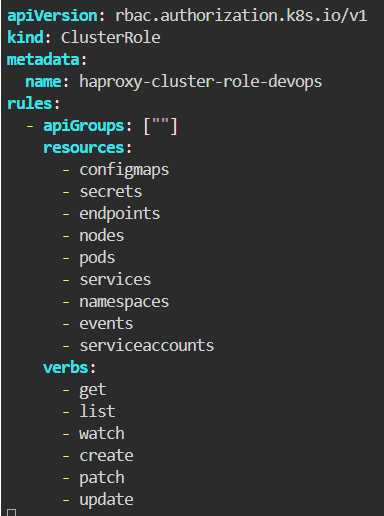 apiVersion: rbac.authorization.k8s.io/v1
kind: ClusterRole
metadata:
  name: haproxy-cluster-role-devops
rules:
  - apiGroups: [""]
    resources:
      - configmaps
      - secrets
      - endpoints
      - nodes
      - pods
      - services
      - namespaces
      - events
      - serviceaccounts
    verbs:
      - get
      - list
      - watch
      - create
      - patch
      - update